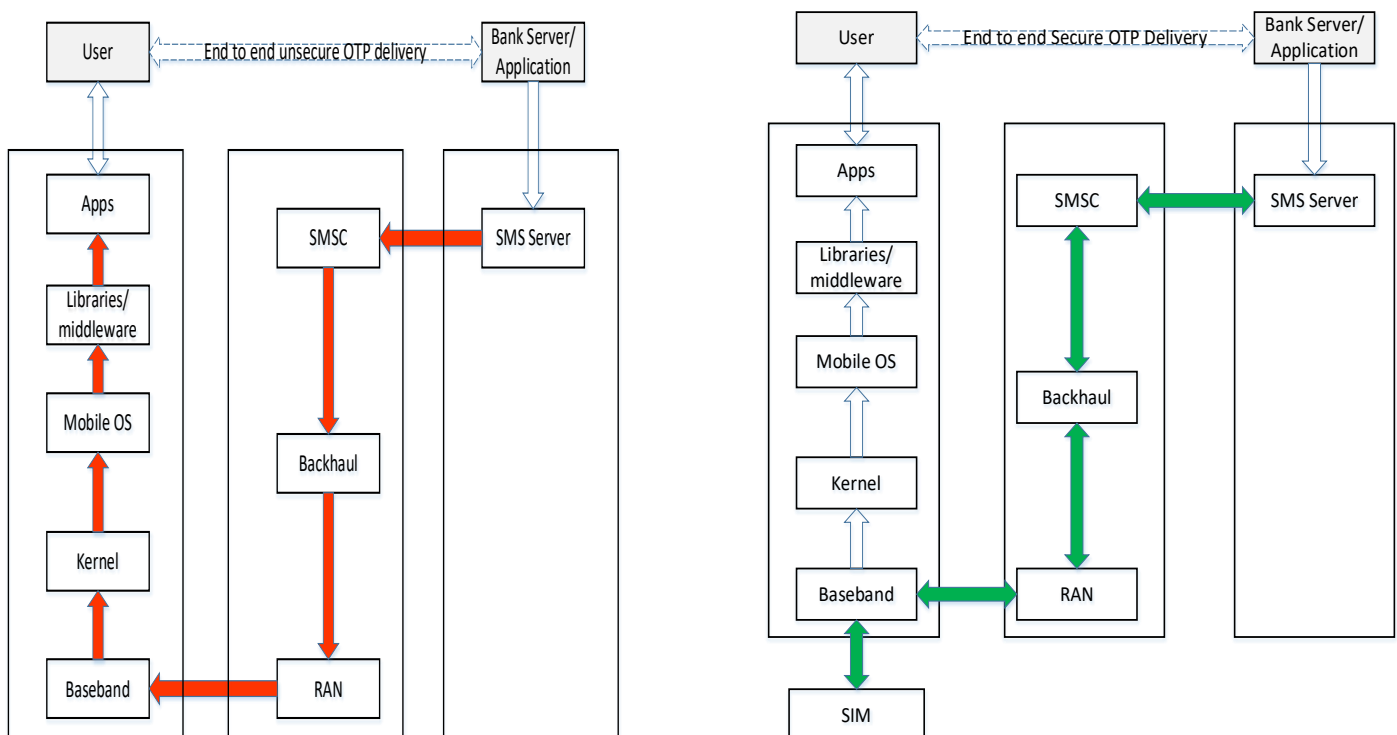 User
End to end unsecure OTP delivery
Bank Server/
Application
Apps
Libraries/
middleware
Mobile OS
Kernel
Baseband
SMSC
Backhaul
RAN
SMS Server
User
End to end Secure OTP Delivery
Bank Server/
Application
Apps
Libraries/
middleware
Mobile OS
Kernel
Baseband
SIM
SMSC
Backhaul
RAN
SMS Server